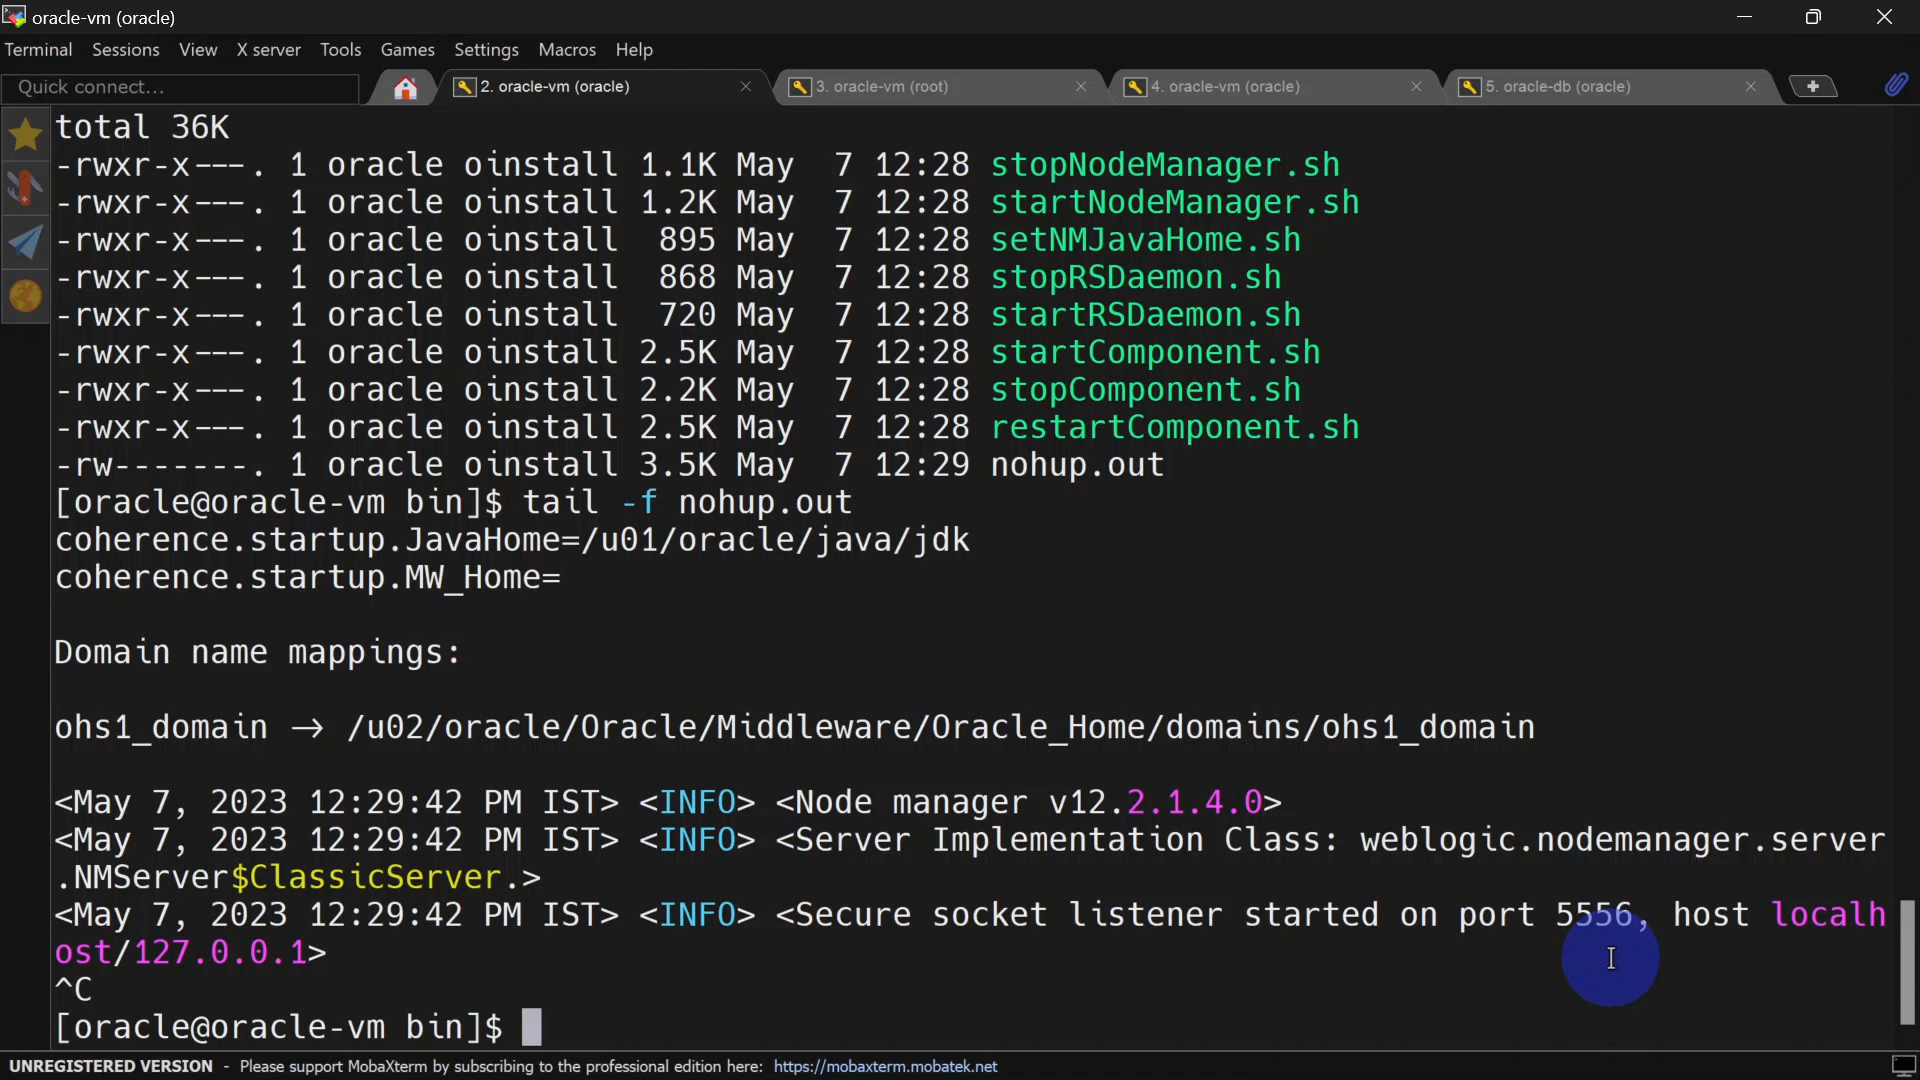 oracle-vm (oracle)
Terminal Sessions View X server Tools Games Settings Macros Help
Quick connect... 2. oracle-vm (oracle) 3. oracle-vm (root) 4. oracle-vm (oracle) 5. oracle-db (oracle)
total 36K
-rwxr-x---. 1 oracle oinstall 1.1K May 7 12:28 stopNodeManager.sh
-rwxr-x---. 1 oracle oinstall 1.2K May 7 12:28 startNodeManager.sh
-rwxr-x---. 1 oracle oinstall 895 May 7 12:28 setNMJavaHome.sh
-rwxr-x---. 1 oracle oinstall 868 May 7 12:28 stopRSDaemon.sh
-rwxr-x---. 1 oracle oinstall 720 May 7 12:28 startRSDaemon.sh
-rwxr-x---. 1 oracle oinstall 2.5K May 7 12:28 startComponent.sh
-rwxr-x---. 1 oracle oinstall 2.2K May 7 12:28 stopComponent.sh
-rwxr-x---. 1 oracle oinstall 2.5K May 7 12:28 restartComponent.sh
-rw-------. 1 oracle oinstall 3.5K May 7 12:29 nohup.out
[oracle@oracle-vm bin]$ tail -f nohup.out
coherence.startup.JavaHome=/u01/oracle/java/jdk
coherence.startup.MW_Home=
Domain name mappings:
ohs1_domain -> /u02/oracle/Oracle/Middleware/Oracle_Home/domains/ohs1_domain
<May 7, 2023 12:29:42 PM IST> <INFO> <Node manager v12.2.1.4.0>
<May 7, 2023 12:29:42 PM IST> <INFO> <Server Implementation Class: weblogic.nodemanager.server
.NMServer$ClassicServer.>
<May 7, 2023 12:29:42 PM IST> <INFO> <Secure socket listener started on port 5556, host localh
ost/127.0.0.1>
^C
[oracle@oracle-vm bin]$
UNREGISTERED VERSION - Please support MobaXterm by subscribing to the professional edition here: https://mobaxterm.mobatek.net